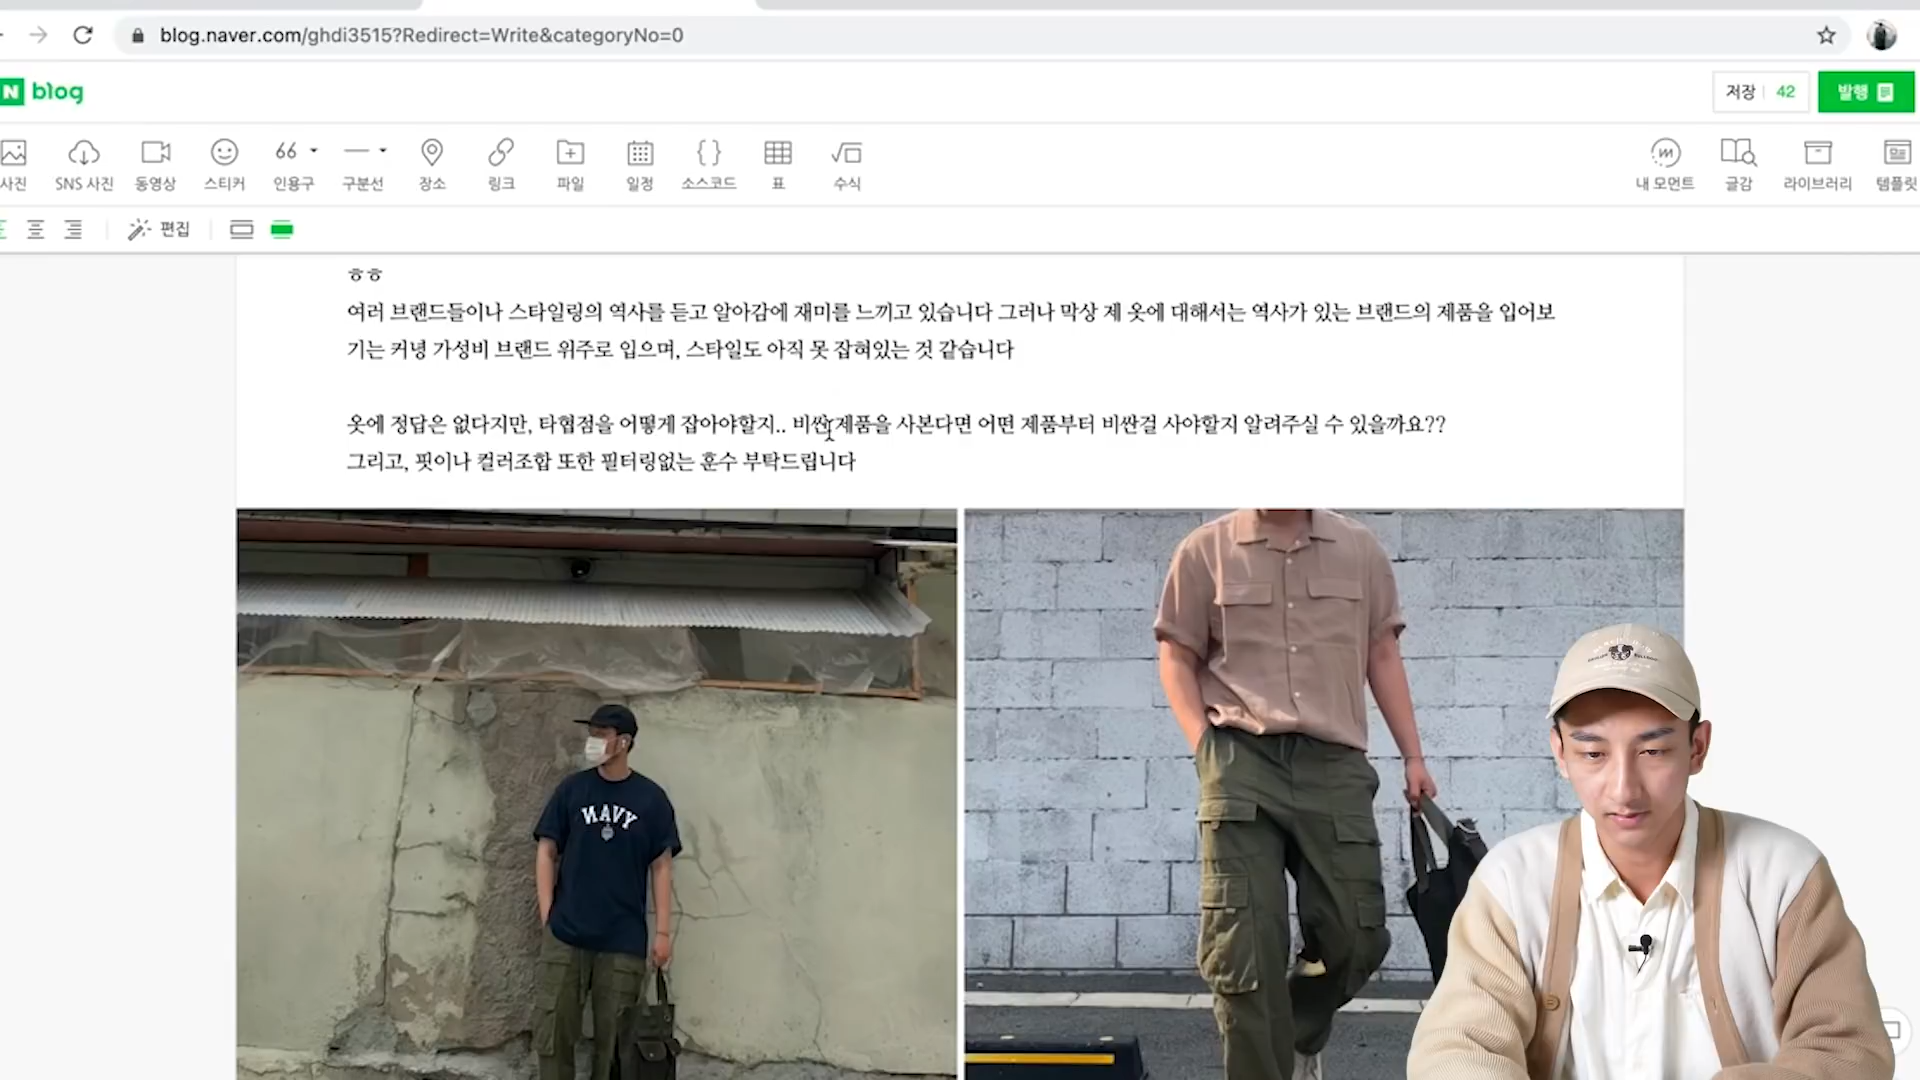 blog.naver.com/ghdi3515?Redirect=Write&categoryNo=0
N blog
저장 42
발행
사진
SNS 사진
동영상
스티커
66
인용구
구분선
장소
링크
파일
일정
소스코드
표
수식
내 모먼트
글감
라이브러리
템플릿
편집
ㅎㅎ
여러 브랜드들이나 스타일링의 역사를 듣고 알아감에 재미를 느끼고 있습니다 그러나 막상 제 옷에 대해서는 역사가 있는 브랜드의 제품을 입어보
기는 커녕 가성비 브랜드 위주로 입으며, 스타일도 아직 못 잡혀있는 것 같습니다
옷에 정답은 없다지만, 타협점을 어떻게 잡아야할지.. 비싼 제품을 사본다면 어떤 제품부터 비싼걸 사야할지 알려주실 수 있을까요??
그리고, 핏이나 컬러조합 또한 필터링없는 훈수 부탁드립니다
NAVY